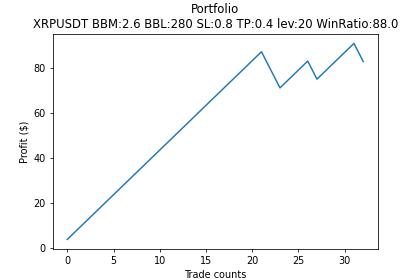 Portfolio
XRPUSDT BBM:2.6 BBL:280 SL:0.8 TP:0.4 lev:20 WinRatio:88.0
Profit ($)
80
60
40
20
0
0 5 10 15 20 25 30
Trade counts